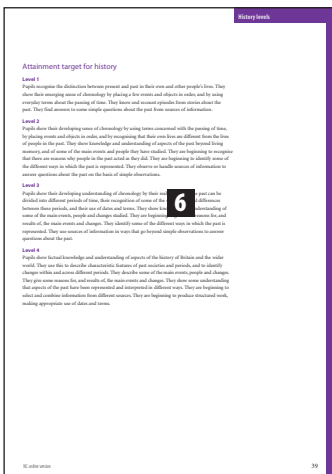 History levels
Attainment target for history
Level 1
Pupils recognise the distinction between present and past in their own and other people's lives. They
show their emerging sense of chronology by placing a few events and objects in order, and by using
everyday terms about the passing of time. They know and recount episodes from stories about the
past. They find answers to some simple questions about the past from sources of information.
Level 2
Pupils show their developing sense of chronology by using terms concerned with the passing of time,
by placing events and objects in order, and by recognising that their own lives are different from the lives
of people in the past. They show knowledge and understanding of aspects of the past beyond living
memory, and of some of the main events and people they have studied. They are beginning to recognise
that there are reasons why people in the past acted as they did. They are beginning to identify some of
the different ways in which the past is represented. They observe or handle sources of information to
answer questions about the past on the basis of simple observations.
Level 3
Pupils show their developing understanding of chronology by their past can be
divided into different periods of time, their recognition of some of the differences
between these periods, and their use of dates and terms. They show understanding of
some of the main events, people and changes studied. They are beginning reasons for, and
results of, the main events and changes. They identify some of the different ways in which the past is
represented. They use sources of information in ways that go beyond simple observations to answer
questions about the past.
6
Level 4
Pupils show factual knowledge and understanding of aspects of the history of Britain and the wider
world. They use this to describe characteristic features of past societies and periods, and to identify
changes within and across different periods. They describe some of the main events, people and changes.
They give some reasons for, and results of, the main events and changes. They show some understanding
that aspects of the past have been represented and interpreted in different ways. They are beginning to
select and combine information from different sources. They are beginning to produce structured work,
making appropriate use of dates and terms.
NC online version
39